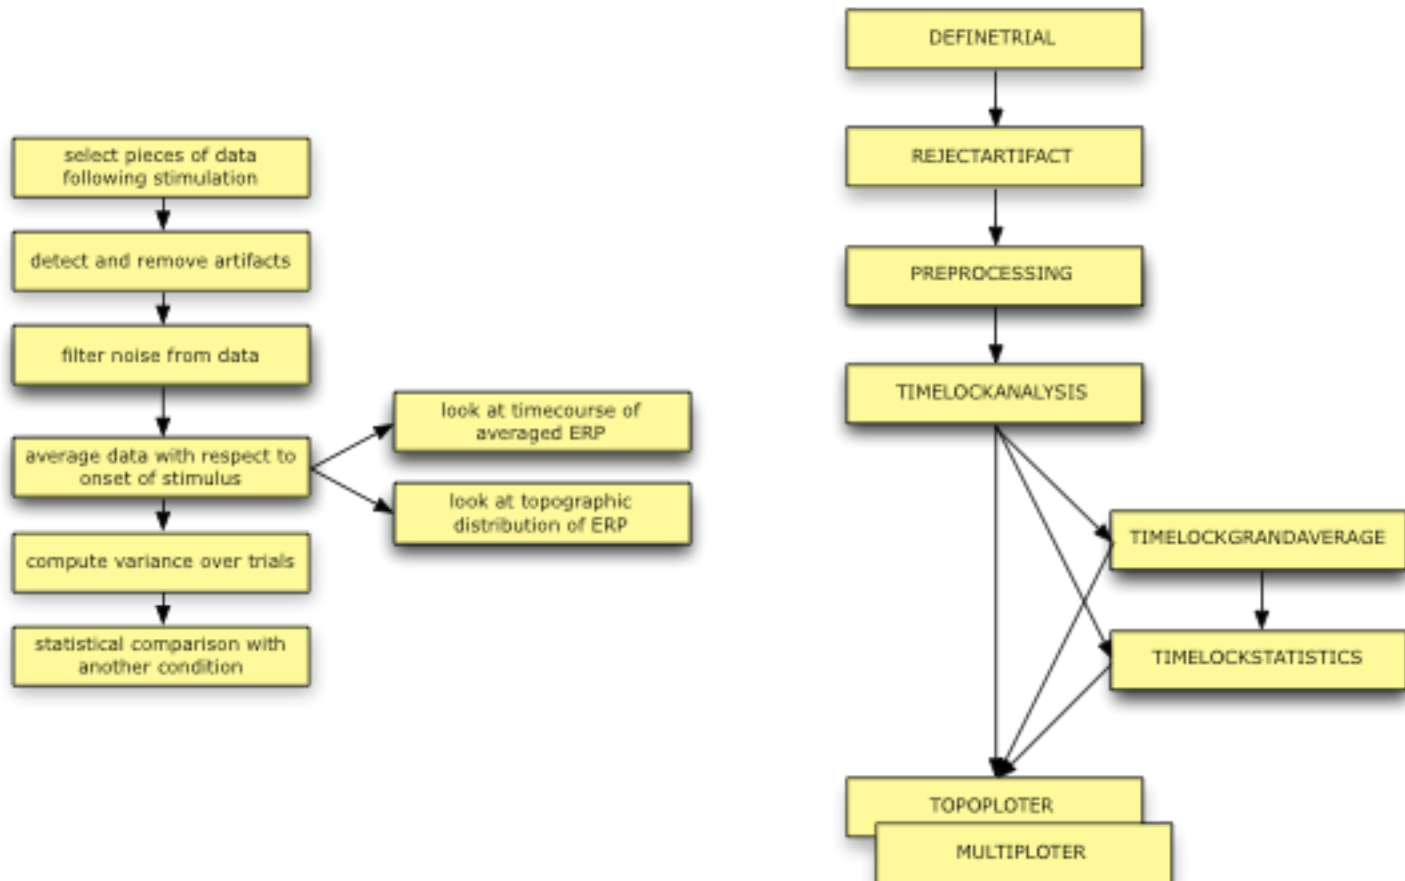 select pieces of data
following stimulation
detect and remove artifacts
filter noise from data
average data with respect to
onset of stimulus
look at timecourse of
averaged ERP
look at topographic
distribution of ERP
compute variance over trials
statistical comparison with
another condition
DEFINETRIAL
REJECTARTIFACT
PREPROCESSING
TIMELOCKANALYSIS
TIMELOCKGRANDAVERAGE
TIMELOCKSTATISTICS
TOPOPLOTER
MULTIPLOTER